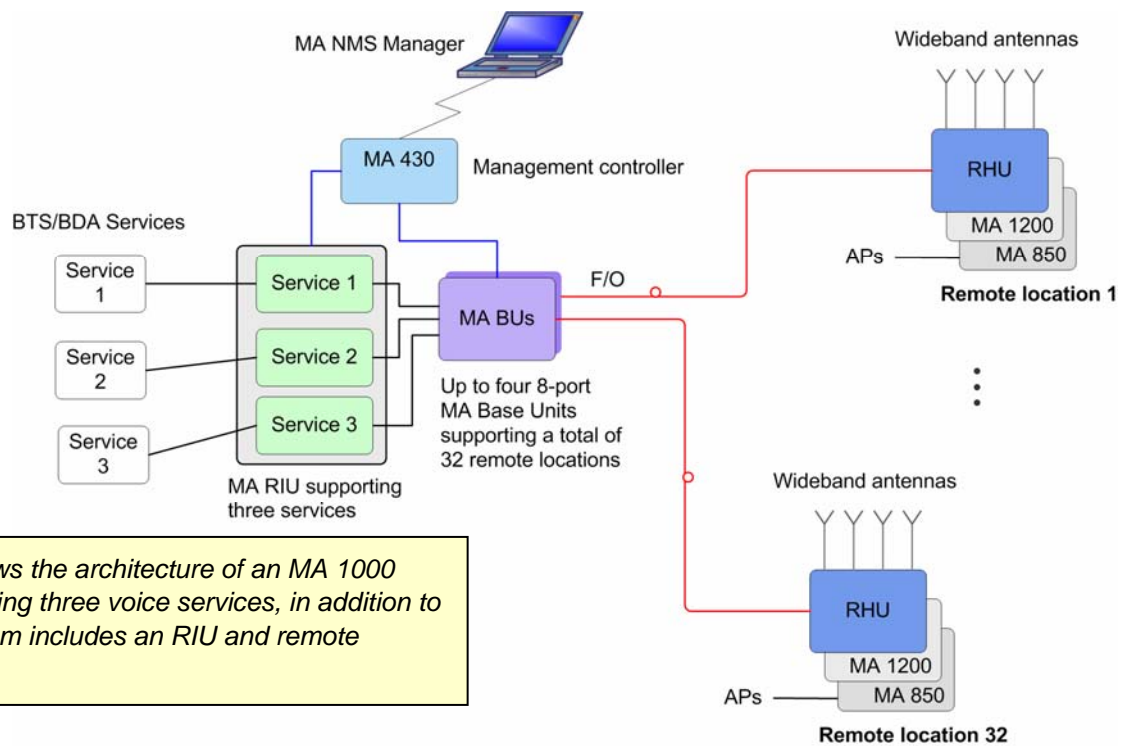 MA NMS Manager
Wideband antennas
MA 430
Management controller
RHU
MA 1200
MA 850
APs
Remote location 1
BTS/BDA Services
Service
1
Service
2
Service
3
Service 1
Service 2
Service 3
MA RIU supporting
three services
MA BUs
F/O
Up to four 8-port
MA Base Units
supporting a total of
32 remote locations
Wideband antennas
RHU
MA 1200
MA 850
APs
Remote location 32
the architecture of an MA 1000
three voice services, in addition to
includes an RIU and remote